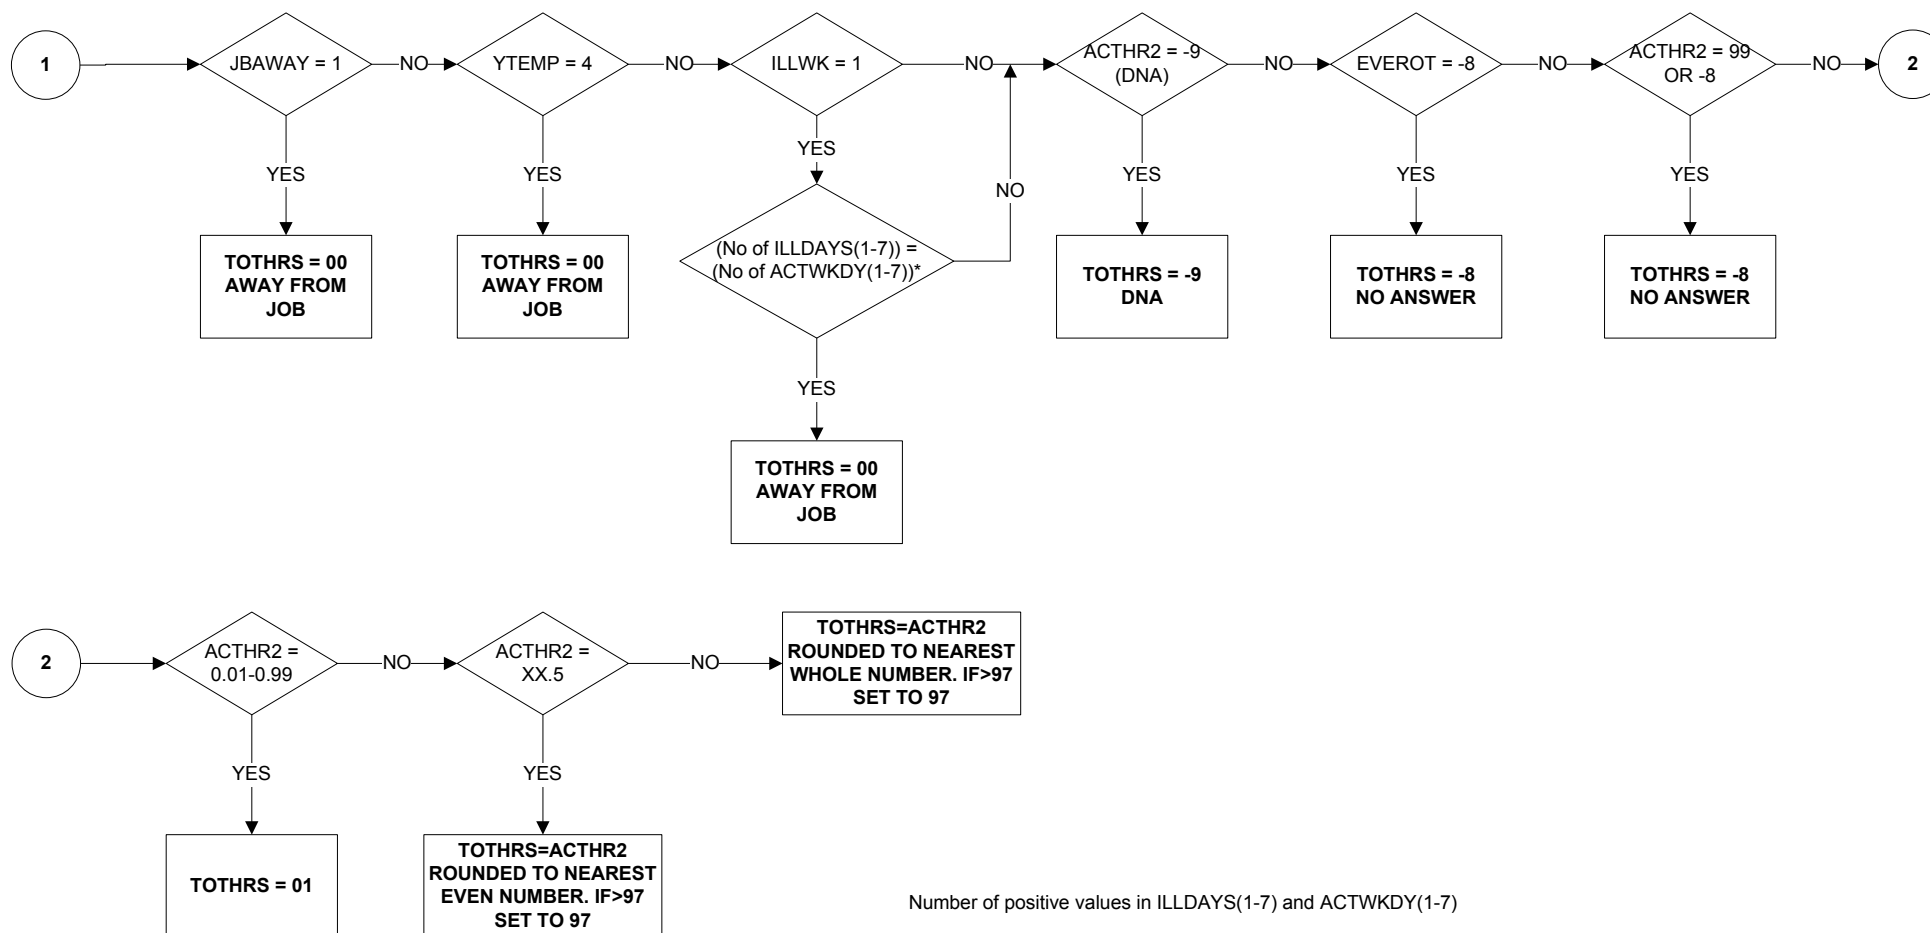 1
JBAWAY = 1
NO
YTEMP = 4
NO
ILLWK = 1
NO
ACTHR2 = -9
(DNA)
NO
EVEROT = -8
NO
ACTHR2 = 99
OR -8
NO
2
YES
YES
YES
YES
YES
YES
NO
TOTHRS = 00
AWAY FROM
JOB
TOTHRS = 00
AWAY FROM
JOB
(No of ILLDAYS(1-7)) =
(No of ACTWKDY(1-7))*
TOTHRS = -9
DNA
TOTHRS = -8
NO ANSWER
TOTHRS = -8
NO ANSWER
YES
TOTHRS = 00
AWAY FROM
JOB
2
ACTHR2 =
0.01-0.99
NO
ACTHR2 =
XX.5
NO
TOTHRS=ACTHR2
ROUNDED TO NEAREST
WHOLE NUMBER. IF>97
SET TO 97
YES
YES
TOTHRS = 01
TOTHRS=ACTHR2
ROUNDED TO NEAREST
EVEN NUMBER. IF>97
SET TO 97
Number of positive values in ILLDAYS(1-7) and ACTWKDY(1-7)